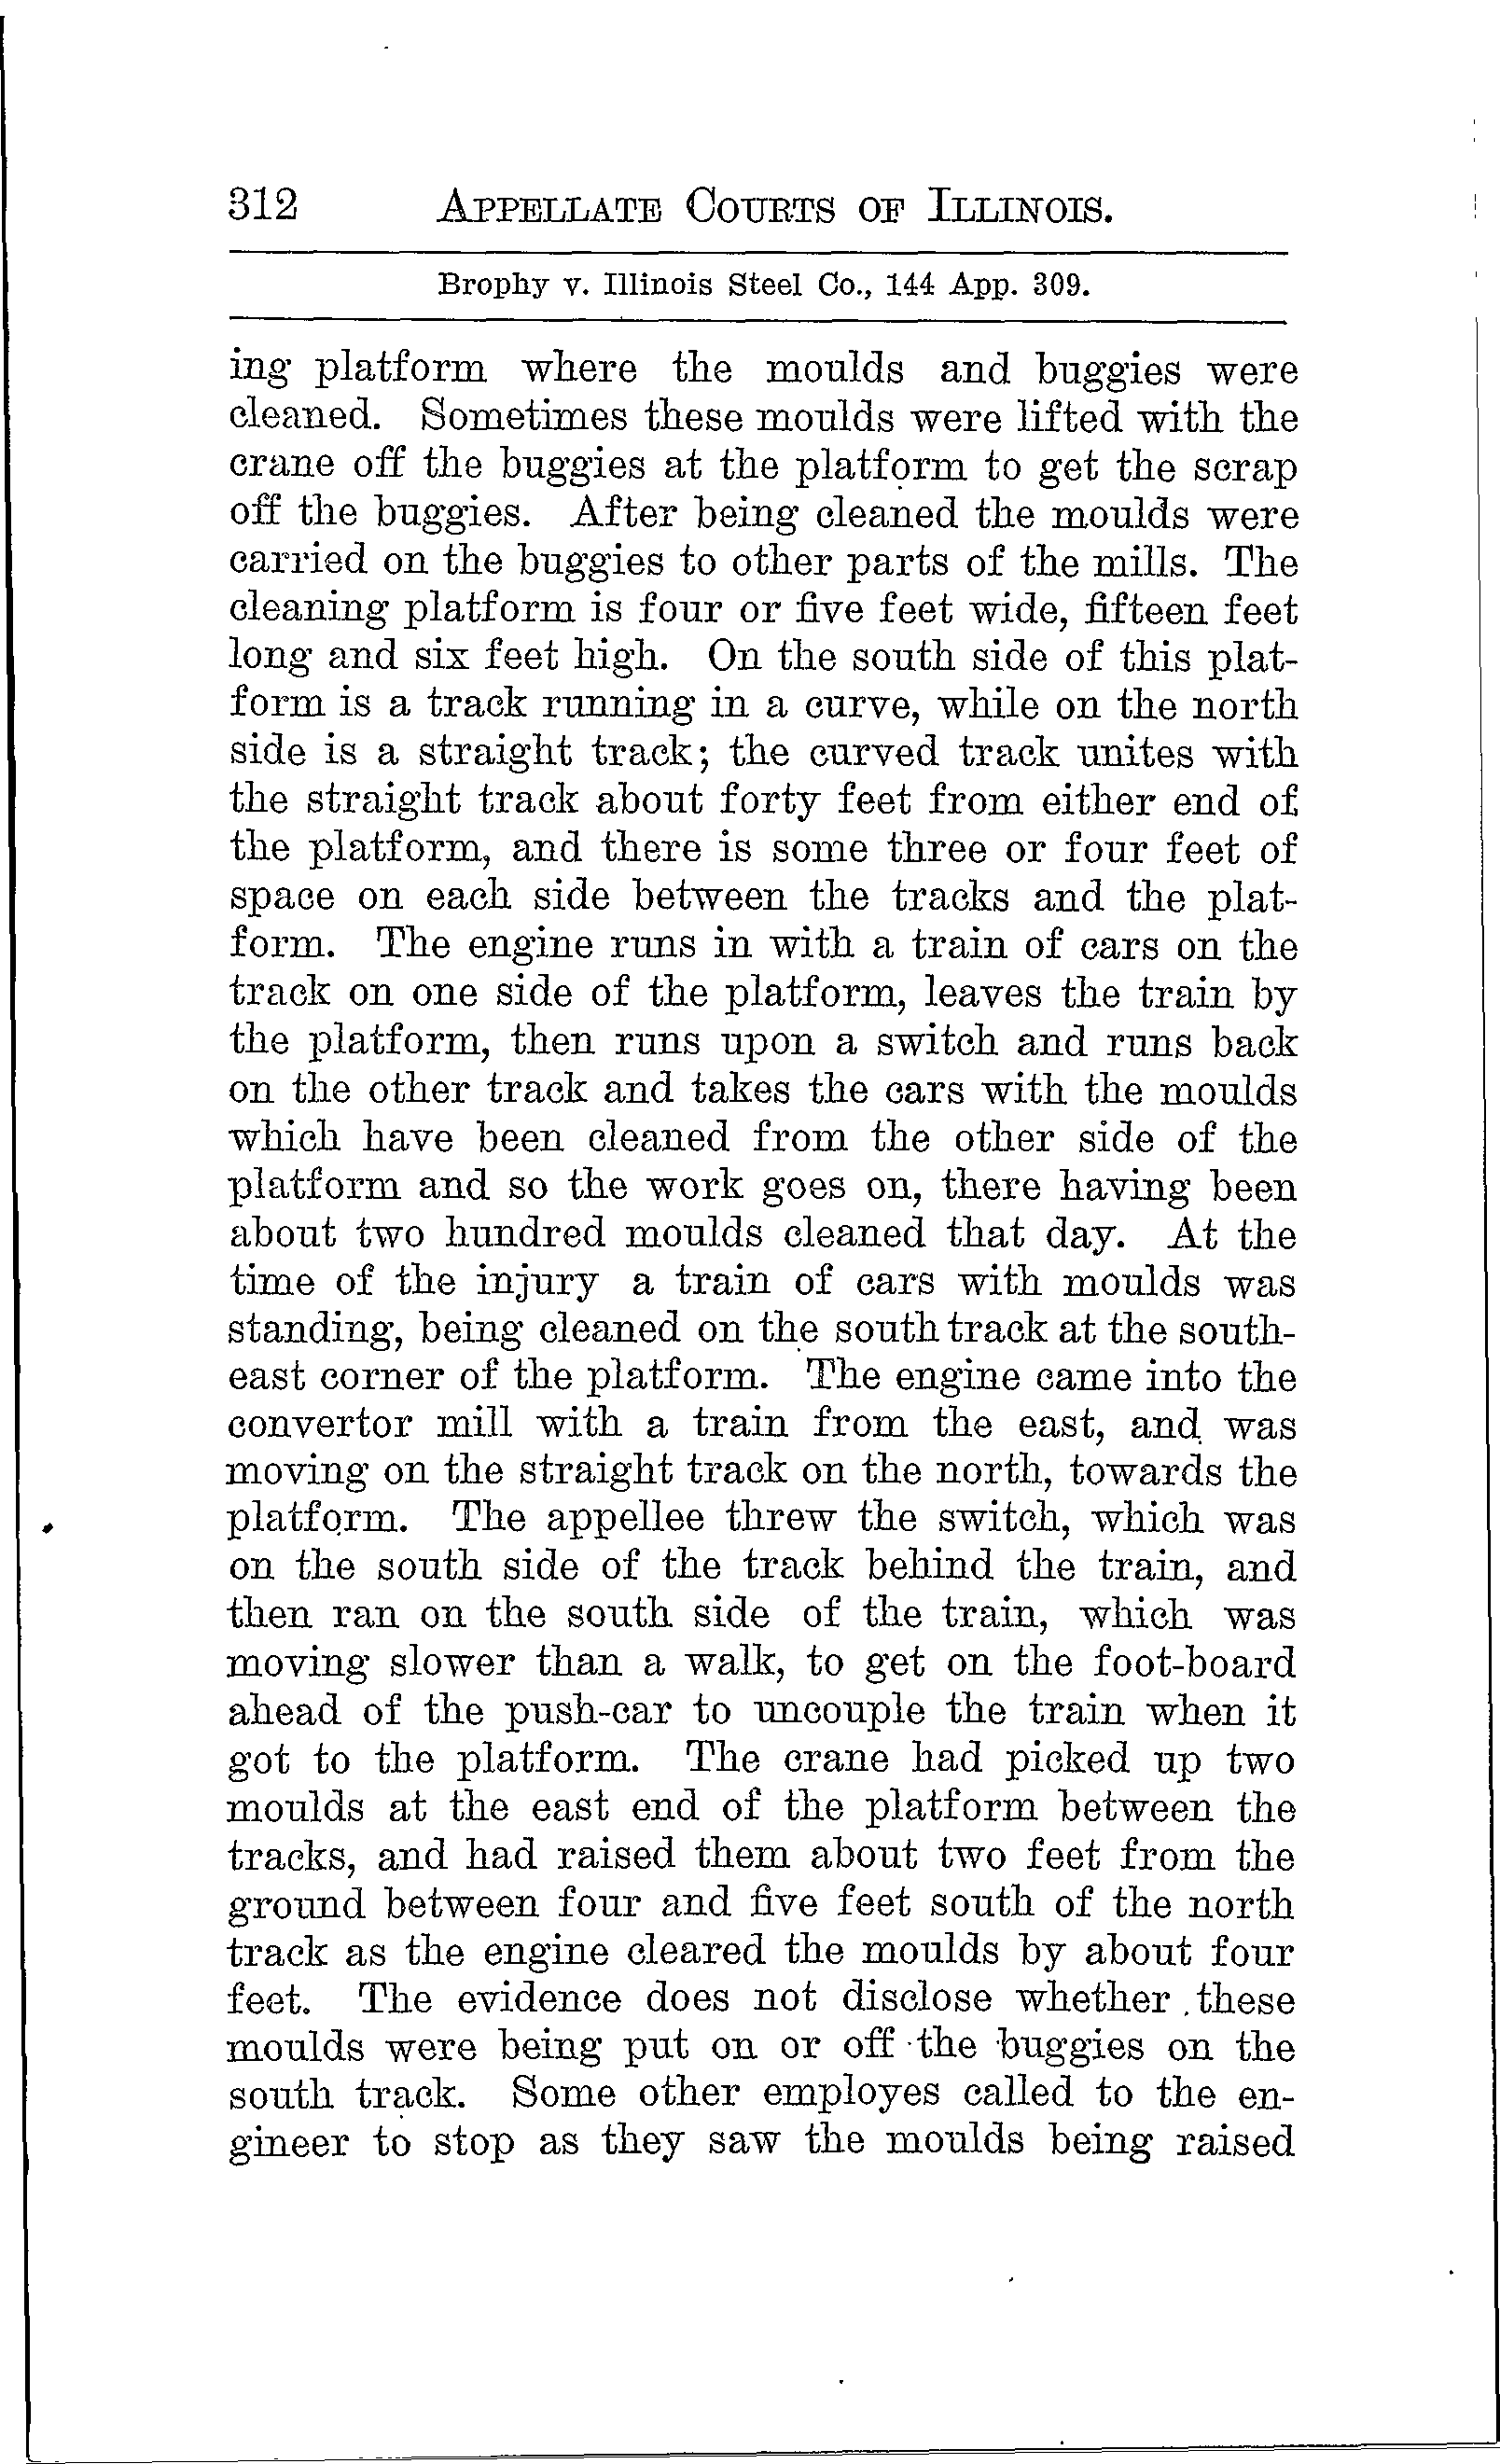 312 APPELLATE COURTS OF ILLINOIS.
Brophy v. Illinois Steel Co., 144 App. 309.
ing platform where the moulds and buggies were
cleaned. Sometimes these moulds were lifted with the
crane off the buggies at the platform to get the scrap
off the buggies. After being cleaned the moulds were
carried on the buggies to other parts of the mills. The
cleaning platform is four or five feet wide, fifteen feet
long and six feet high. On the south side of this plat-
form is a track running in a curve, while on the north
side is a straight track; the curved track unites with
the straight track about forty feet from either end of
the platform, and there is some three or four feet of
space on each side between the tracks and the plat-
form. The engine runs in with a train of cars on the
track on one side of the platform, leaves the train by
the platform, then runs upon a switch and runs back
on the other track and takes the cars with the moulds
which have been cleaned from the other side of the
platform and so the work goes on, there having been
about two hundred moulds cleaned that day. At the
time of the injury a train of cars with moulds was
standing, being cleaned on the south track at the south-
east corner of the platform. The engine came into the
convertor mill with a train from the east, and was
moving on the straight track on the north, towards the
platform. The appellee threw the switch, which was
on the south side of the track behind the train, and
then ran on the south side of the train, which was
moving slower than a walk, to get on the foot-board
ahead of the push-car to uncouple the train when it
got to the platform. The crane had picked up two
moulds at the east end of the platform between the
tracks, and had raised them about two feet from the
ground between four and five feet south of the north
track as the engine cleared the moulds by about four
feet. The evidence does not disclose whether these
moulds were being put on or off the buggies on the
south track. Some other employes called to the en-
gineer to stop as they saw the moulds being raised